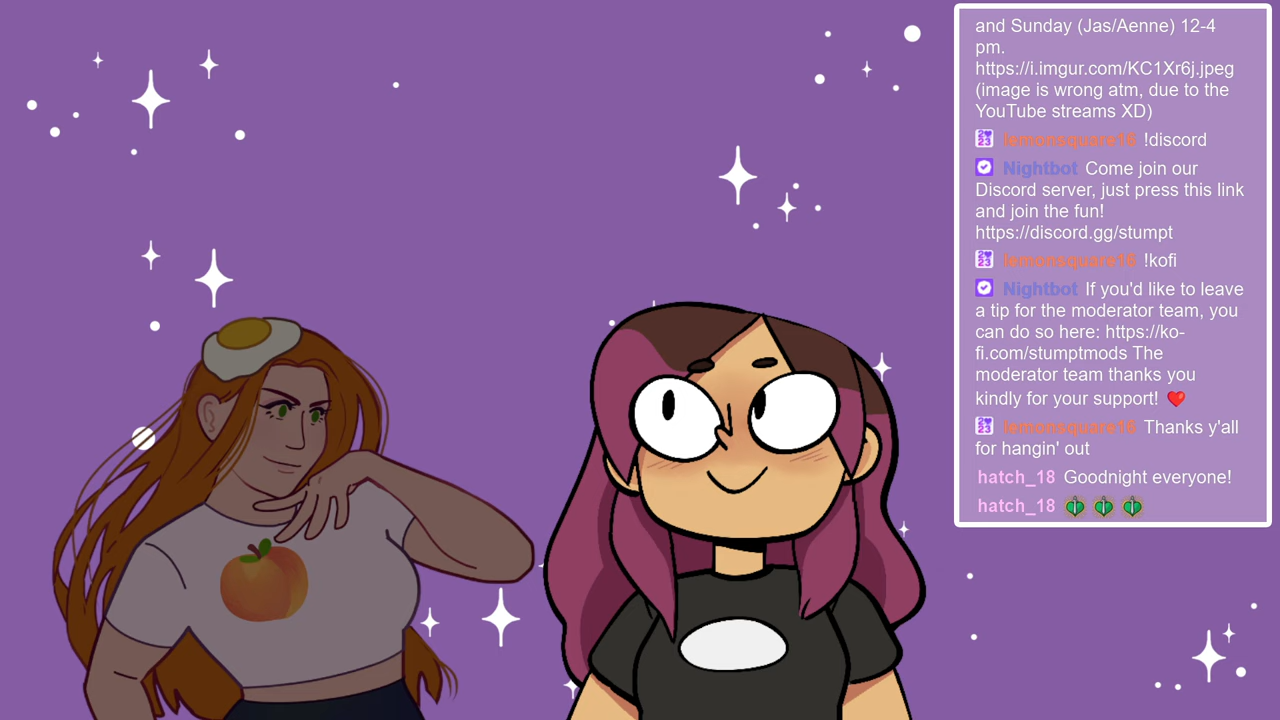 and Sunday (Jas/Aenne) 12-4
pm.
https://i.imgur.com/KC1Xr6j.jpeg
(image is wrong atm, due to the
YouTube streams XD)
lemonsquare16 !discord
Nightbot Come join our
Discord server, just press this link
and join the fun!
https://discord.gg/stumpt
lemonsquare16 !kofi
Nightbot If you'd like to leave
a tip for the moderator team, you
can do so here: https://ko-
fi.com/stumptmods The
moderator team thanks you
kindly for your support! ❤️
lemonsquare16 Thanks y'all
for hangin' out
hatch_18 Goodnight everyone!
hatch_18